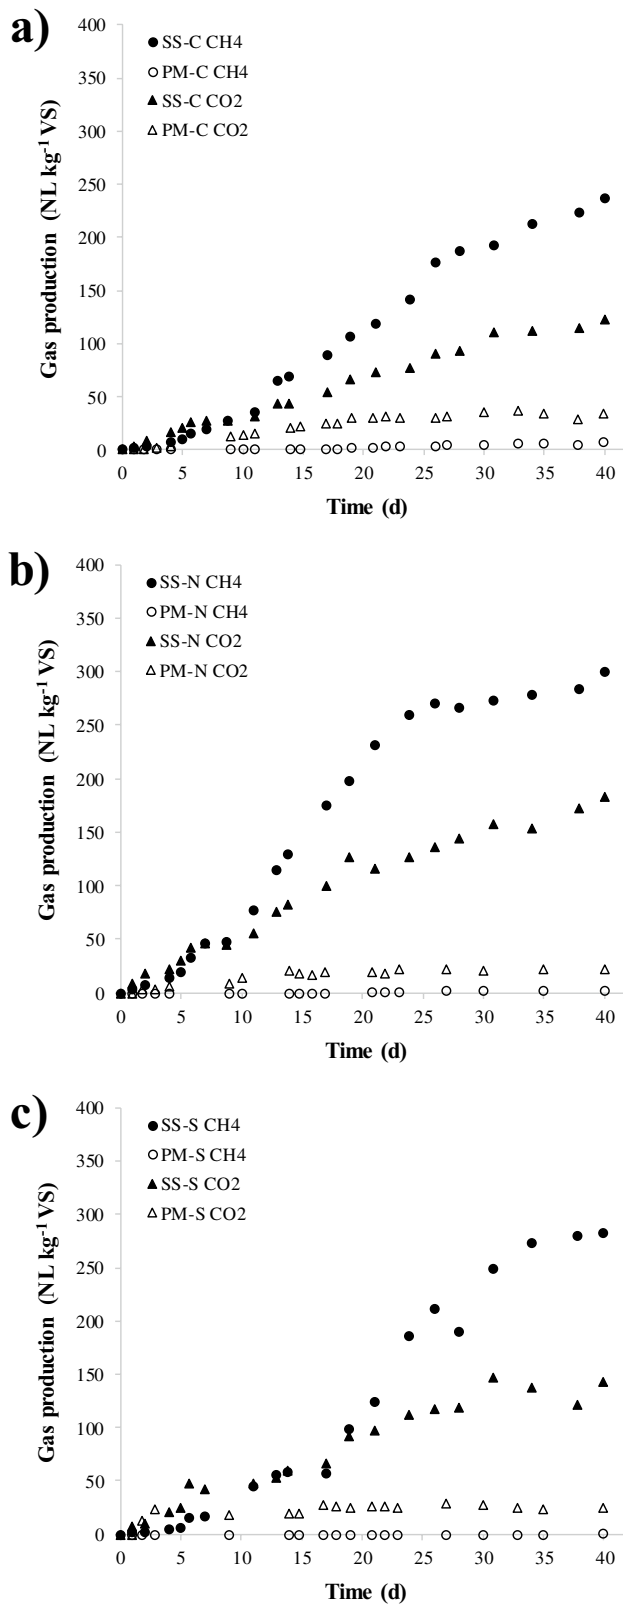 a)
400
350
300
250
200
150
100
50
0
Gas production (NL kg-1 VS)
SS-C CH4
PM-C CH4
SS-C CO2
PM-C CO2
0 5 10 15 20 25 30 35 40
Time (d)
b)
400
350
300
250
200
150
100
50
0
Gas production (NL kg-1 VS)
SS-N CH4
PM-N CH4
SS-N CO2
PM-N CO2
0 5 10 15 20 25 30 35 40
Time (d)
c)
400
350
300
250
200
150
100
50
0
Gas production (NL kg-1 VS)
SS-S CH4
PM-S CH4
SS-S CO2
PM-S CO2
0 5 10 15 20 25 30 35 40
Time (d)